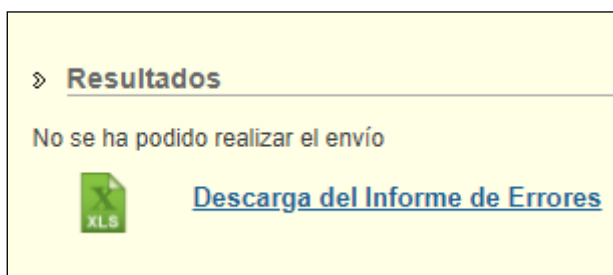 Resultados
No se ha podido realizar el envío
X
XLS
Descarga del Informe de Errores